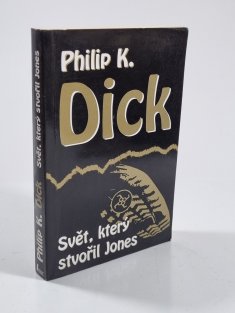 Philip K.
Dick
Svět, který
stvořil Jones
Philip K. Dick Svět, který stvořil Jones